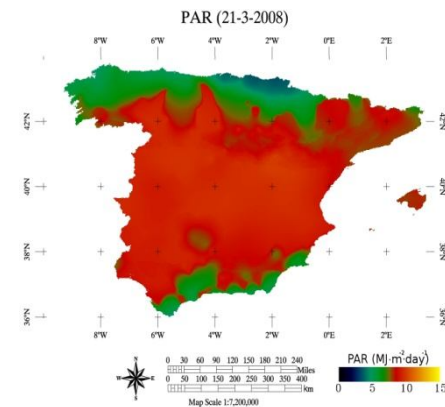 PAR (21-3-2008)
8°W 6°W 4°W 2°W 0°E 2°E
42°N 42°N
40°N 40°N
38°N 38°N
36°N 36°N
8°W 6°W 4°W 2°W 0°E 2°E
N
W E
S
0 30 60 90 120 150 180 210 240
Miles
0 50 100 150 200 250 300 350 400
km
Map Scale 1:7,200,000
PAR (MJ·m⁻²·day⁻¹)
0 5 10 15